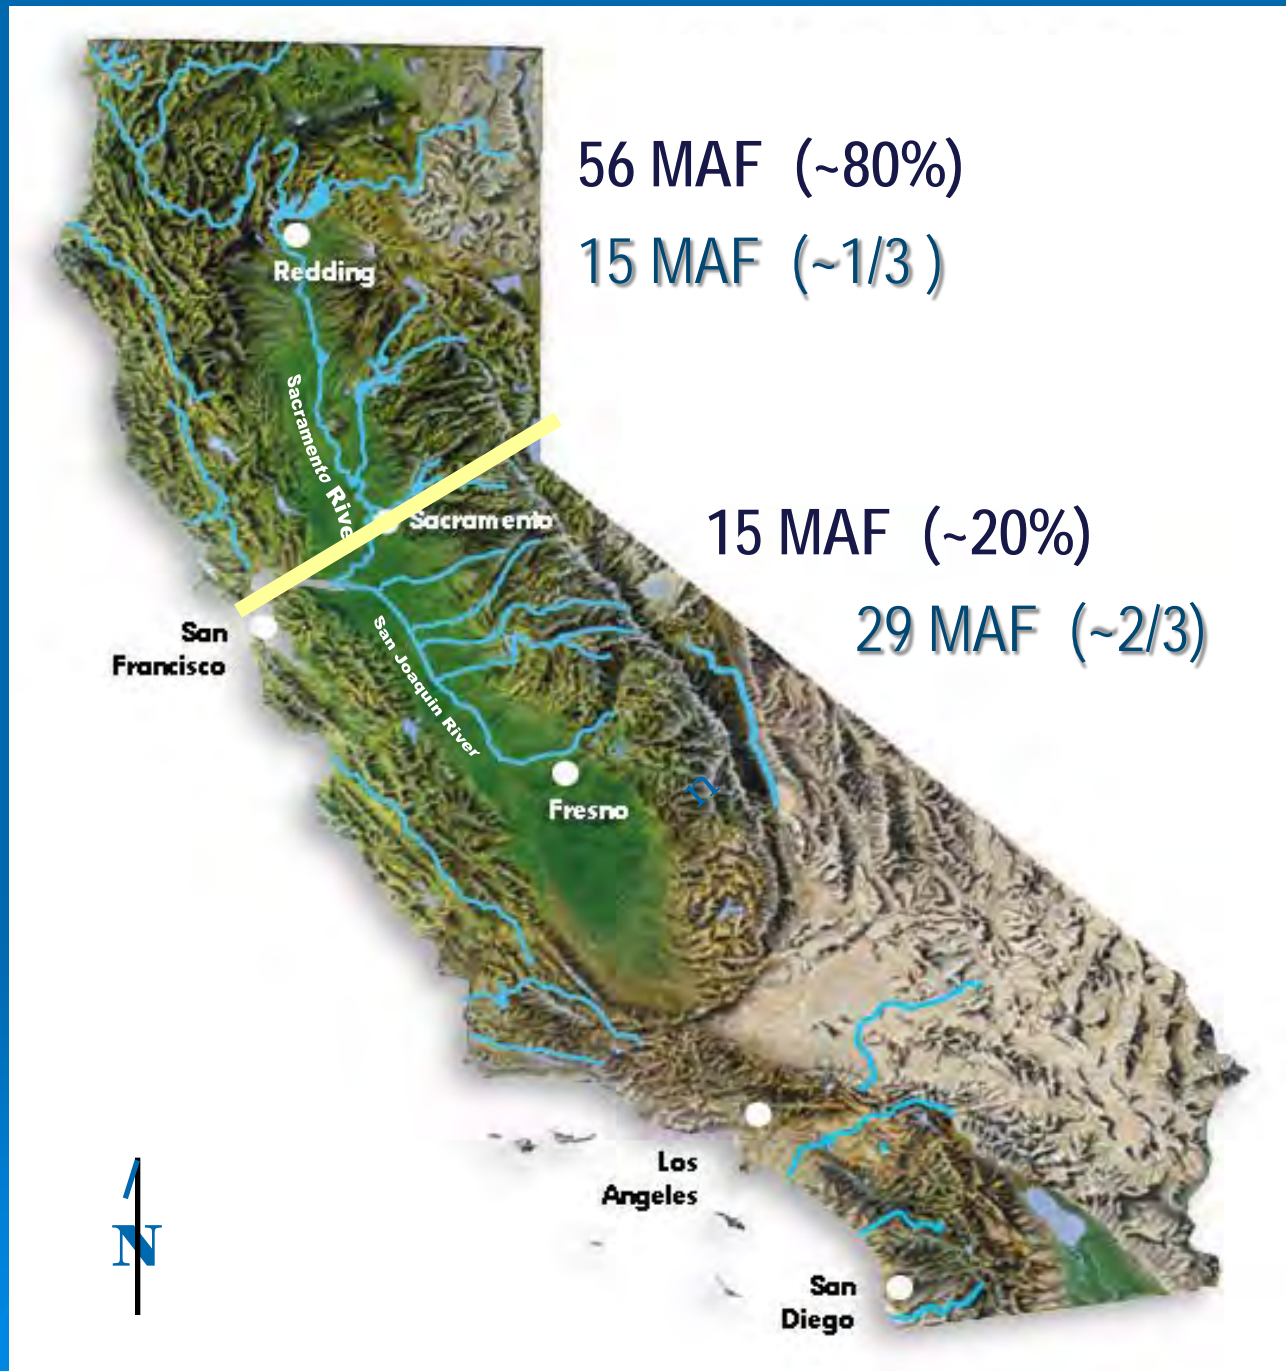 56 MAF (~80%)
15 MAF (~1/3 )
Redding
Sacramento River
Sacramento
15 MAF (~20%)
29 MAF (~2/3)
San
Francisco
San Joaquin River
n
Fresno
Los
Angeles
N
San
Diego